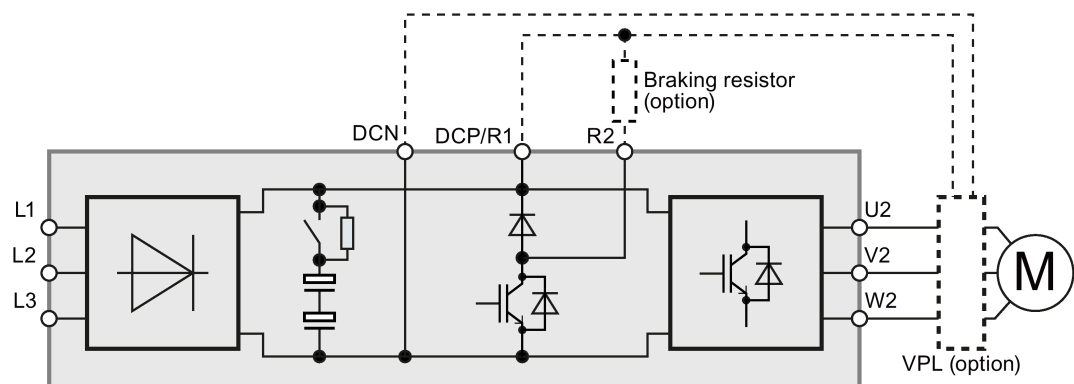 Braking resistor
(option)
DCN
DCP/R1
R2
L1
U2
L2
V2
M
L3
W2
VPL (option)